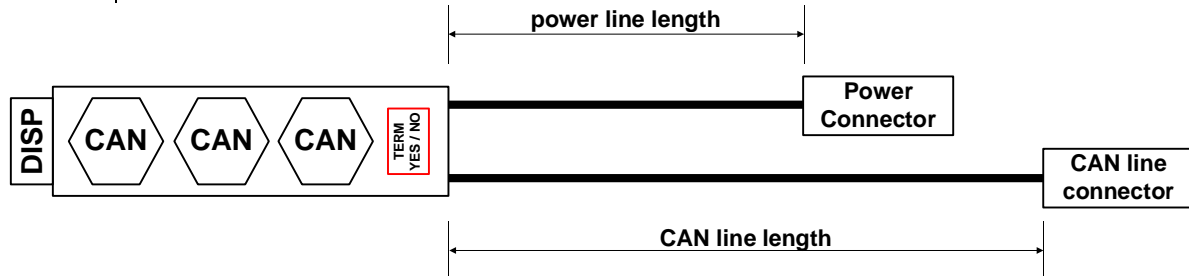 power line length
DISP
CAN
CAN
CAN
TERM
YES / NO
Power
Connector
CAN line
connector
CAN line length